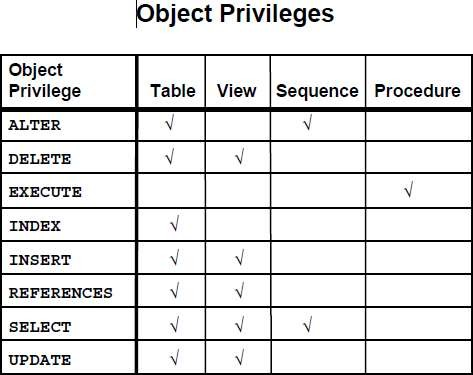 Object Privileges
Object Privilege Table View Sequence Procedure
ALTER √ √
DELETE √ √
EXECUTE √
INDEX √
INSERT √ √
REFERENCES √ √
SELECT √ √ √
UPDATE √ √